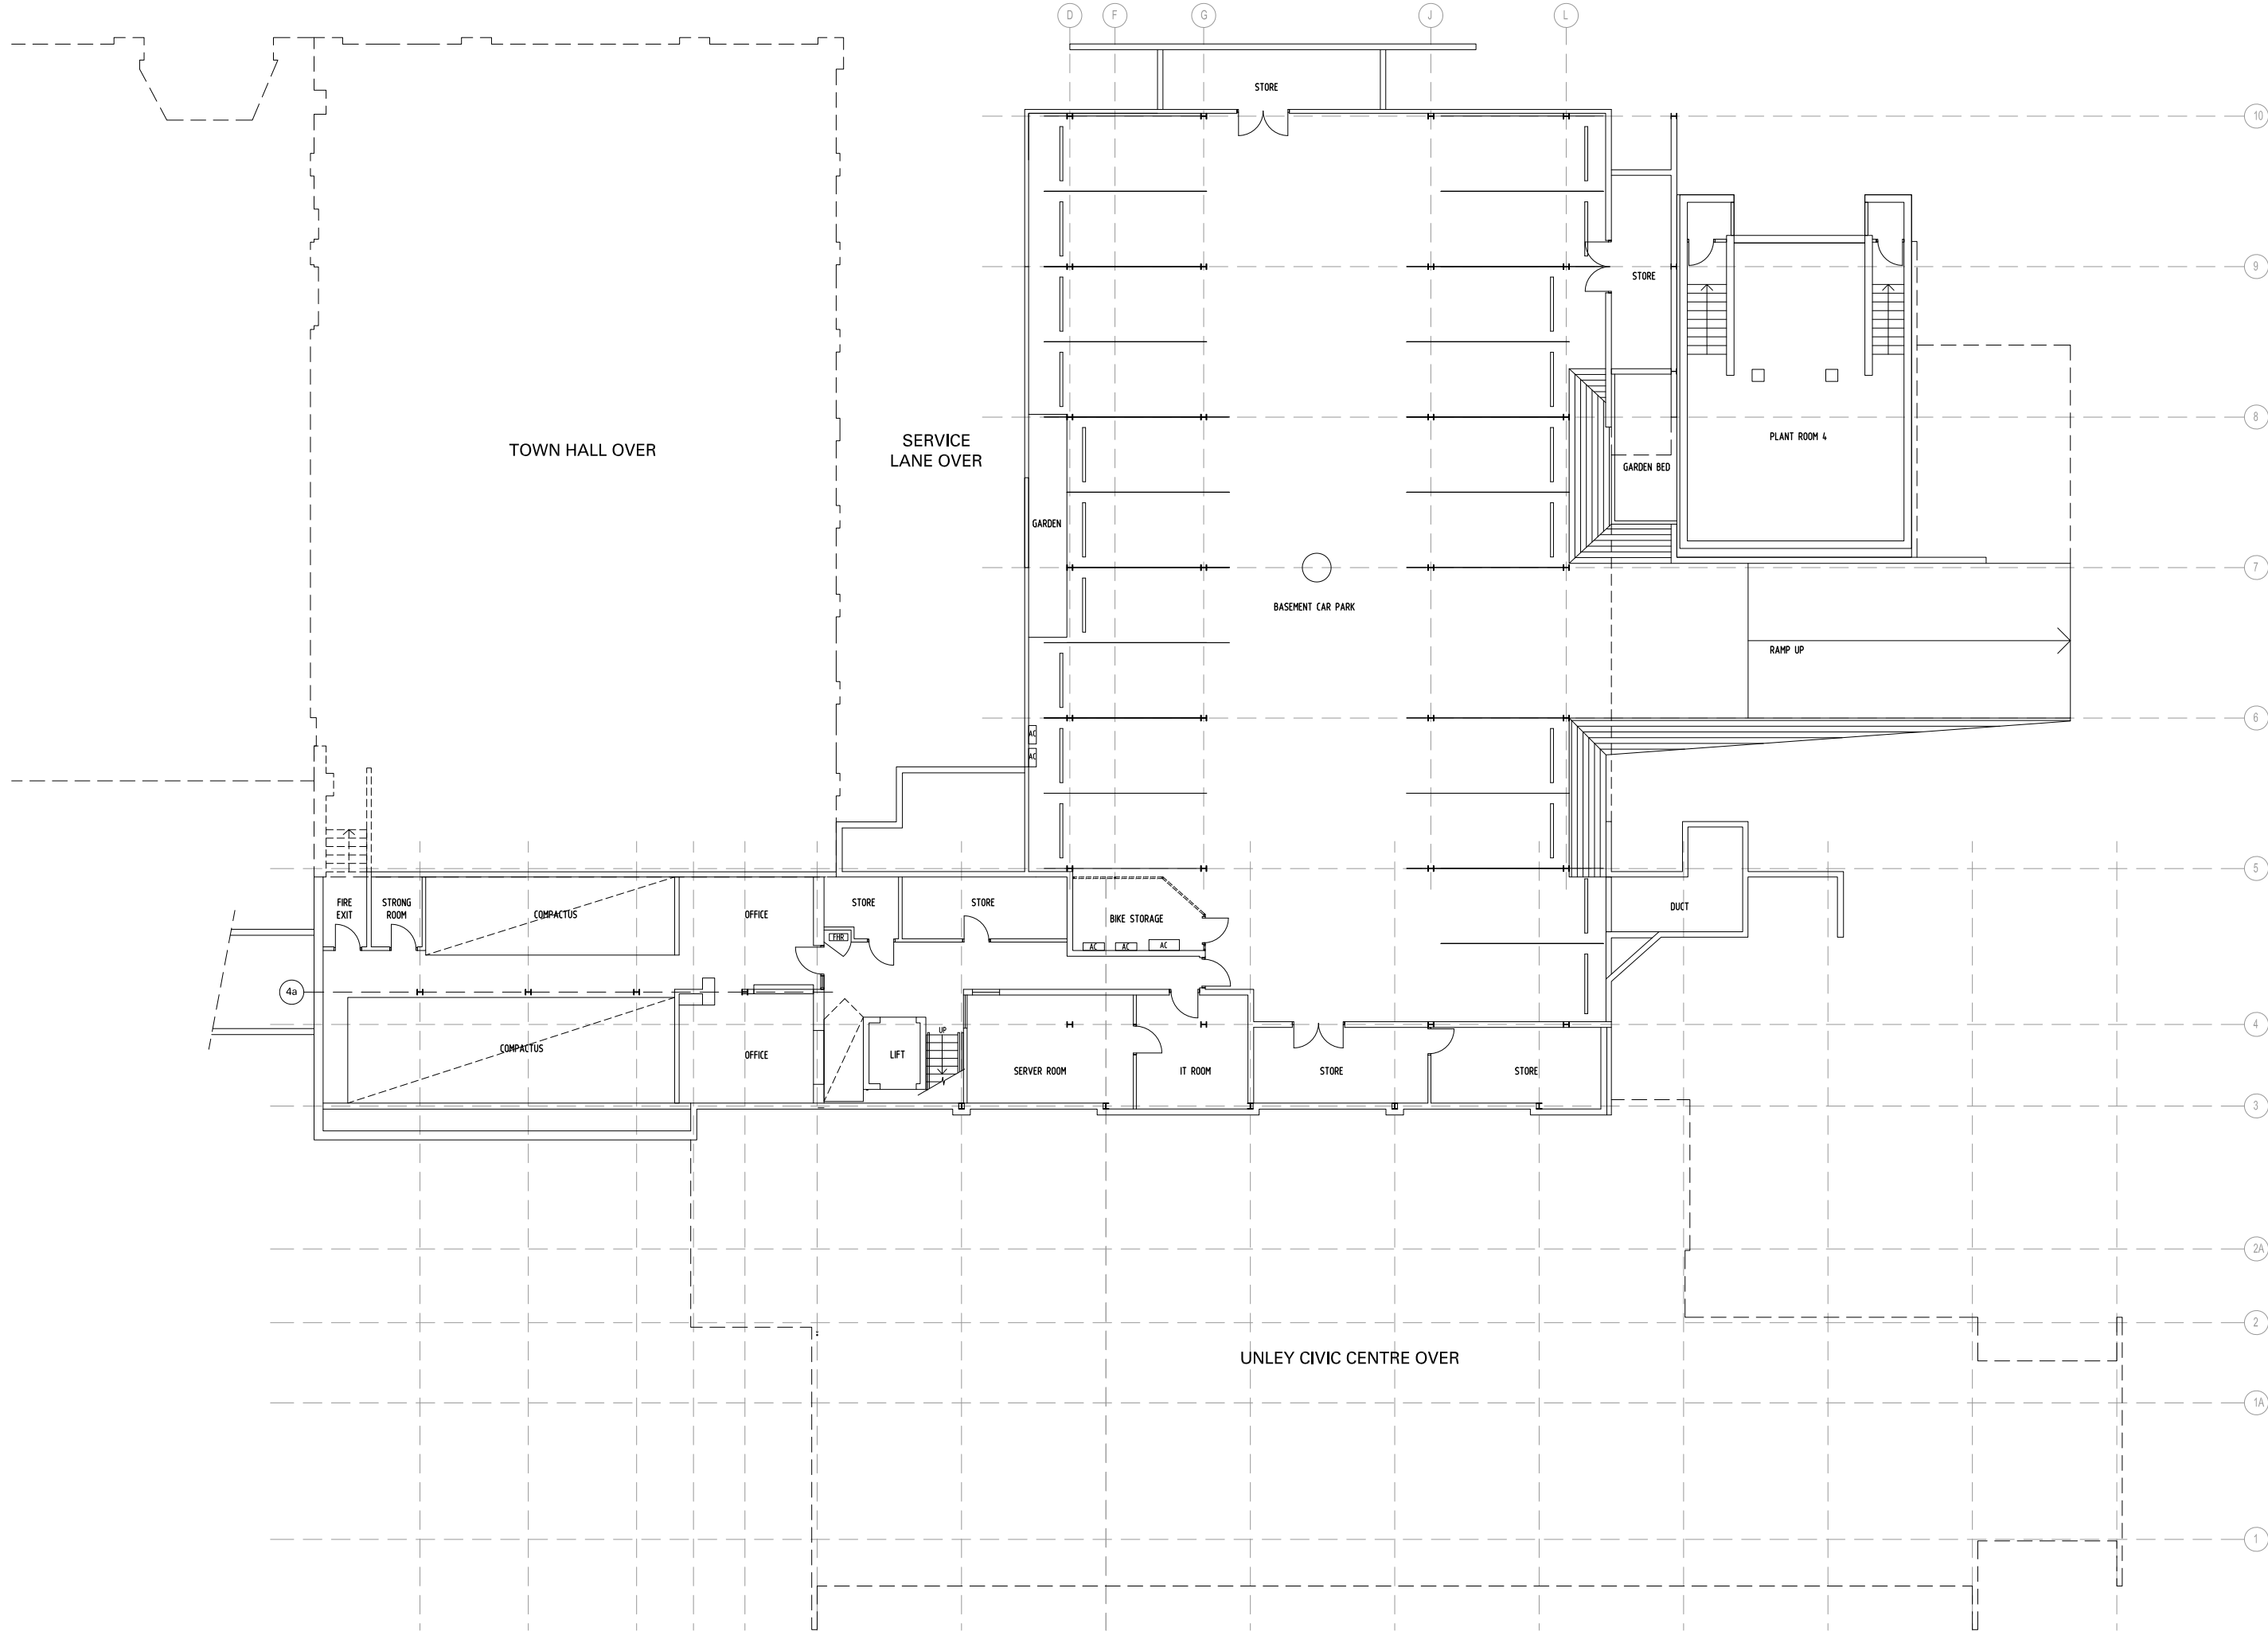 D
F
G
J
L
STORE
10
9
STORE
8
PLANT ROOM 4
TOWN HALL OVER
SERVICE
LANE OVER
GARDEN BED
GARDEN
7
BASEMENT CAR PARK
RAMP UP
6
AC
AC
5
FIRE
EXIT
STRONG
ROOM
COMPACTUS
OFFICE
STORE
STORE
BIKE STORAGE
DUCT
FHR
AC
AC
AC
4a
4
UP
COMPACTUS
OFFICE
LIFT
SERVER ROOM
IT ROOM
STORE
STORE
3
2A
2
UNLEY CIVIC CENTRE OVER
1A
1